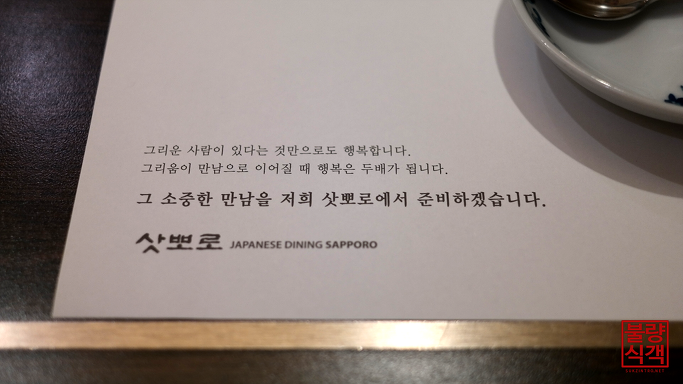 그리운 사람이 있다는 것만으로도 행복합니다.
그리움이 만남으로 이어질 때 행복은 두배가 됩니다.
그 소중한 만남을 저희 삿뽀로에서 준비하겠습니다.
삿뽀로 JAPANESE DINING SAPPORO
불량
식객